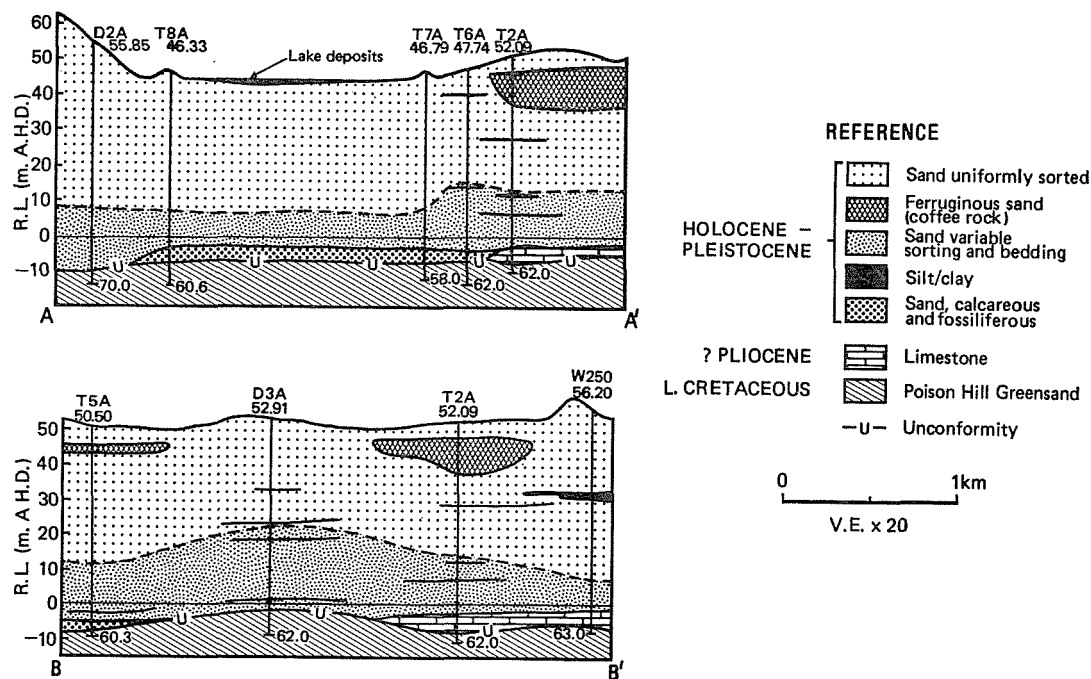 60
50
40
30
20
10
0
-10
R.L. (m. A.H.D.)
D2A
55.85
T8A
46.33
Lake deposits
T7A
46.79
T6A
47.74
T2A
52.09
U U U U U
70.0
60.6
58.0
62.0
62.0
A
A'
50
40
30
20
10
0
-10
R.L. (m. A H.D.)
T5A
50.50
D3A
52.91
T2A
52.09
W250
56.20
U U U
60.3
62.0
62.0
63.0
B
B'
REFERENCE
HOLOCENE –
PLEISTOCENE
Sand uniformly sorted
Ferruginous sand
(coffee rock)
Sand variable
sorting and bedding
Silt/clay
Sand, calcareous
and fossiliferous
? PLIOCENE
Limestone
L. CRETACEOUS
Poison Hill Greensand
—U— Unconformity
0 1km
V.E. x 20